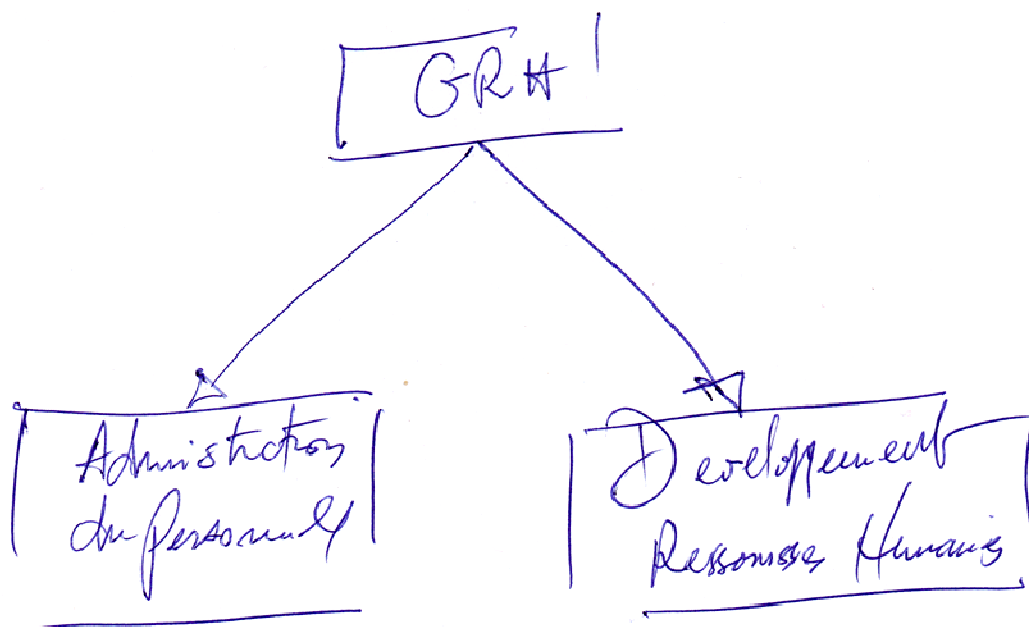 GRH
Administration
du Personnel
Developpement
Ressources Humaines